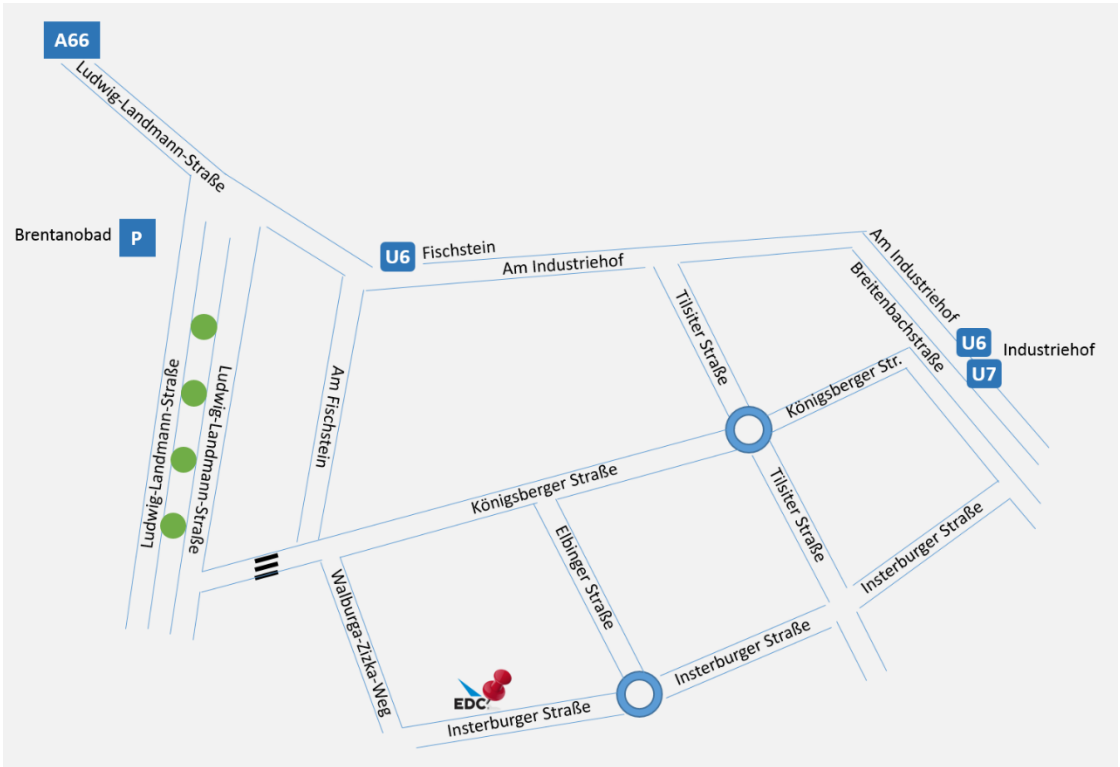 A66
Ludwig-Landmann-Straße
Brentanobad
P
U6
Fischstein
Am Industriehof
Am Industriehof
Breitenbachstraße
U6
U7
Industriehof
Tilsiter Straße
Königsberger Str.
Ludwig-Landmann-Straße
Ludwig-Landmann-Straße
Am Fischstein
Königsberger Straße
Tilsiter Straße
Elbinger Straße
Insterburger Straße
Walburga-Zizka-Weg
Insterburger Straße
EDC
Insterburger Straße